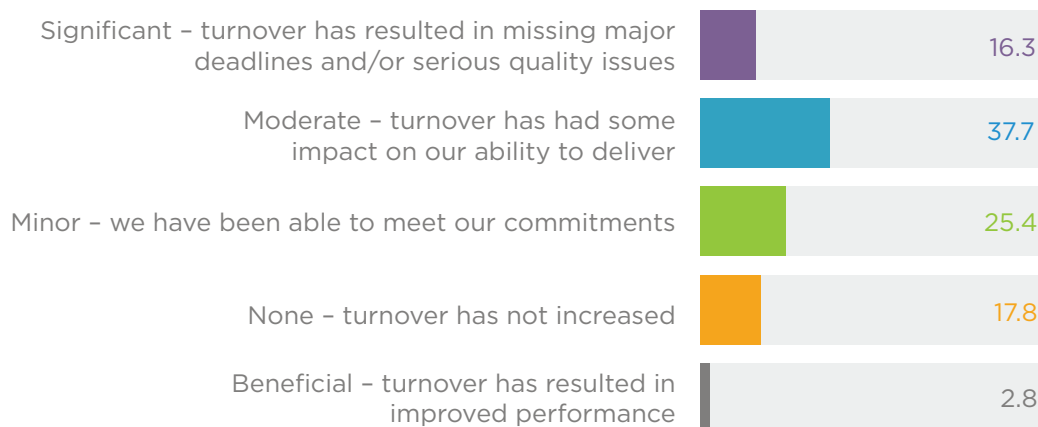 Significant – turnover has resulted in missing major
deadlines and/or serious quality issues
16.3
Moderate – turnover has had some
impact on our ability to deliver
37.7
Minor – we have been able to meet our commitments
25.4
None – turnover has not increased
17.8
Beneficial – turnover has resulted in
improved performance
2.8